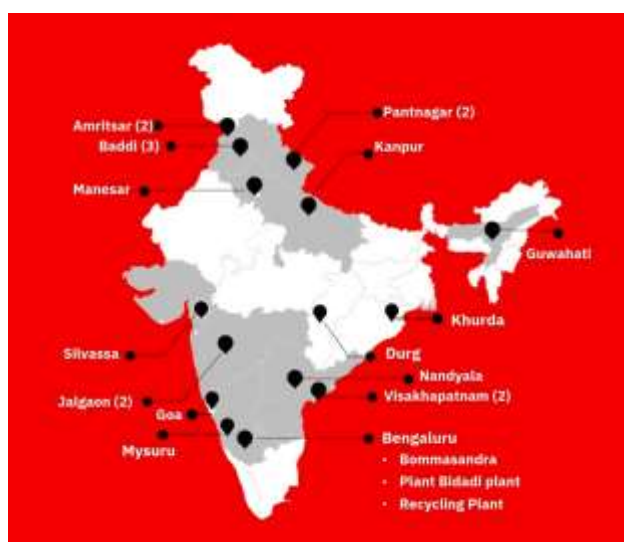 Amritsar (2)
Baddi (3)
Manesar
Pantnagar (2)
Kanpur
Guwahati
Khurda
Silvassa
Durg
Nandyala
Jalgaon (2)
Visakhapatnam (2)
Goa
Mysuru
Bengaluru
• Bommasandra
• Plant Bidadi plant
• Recycling Plant